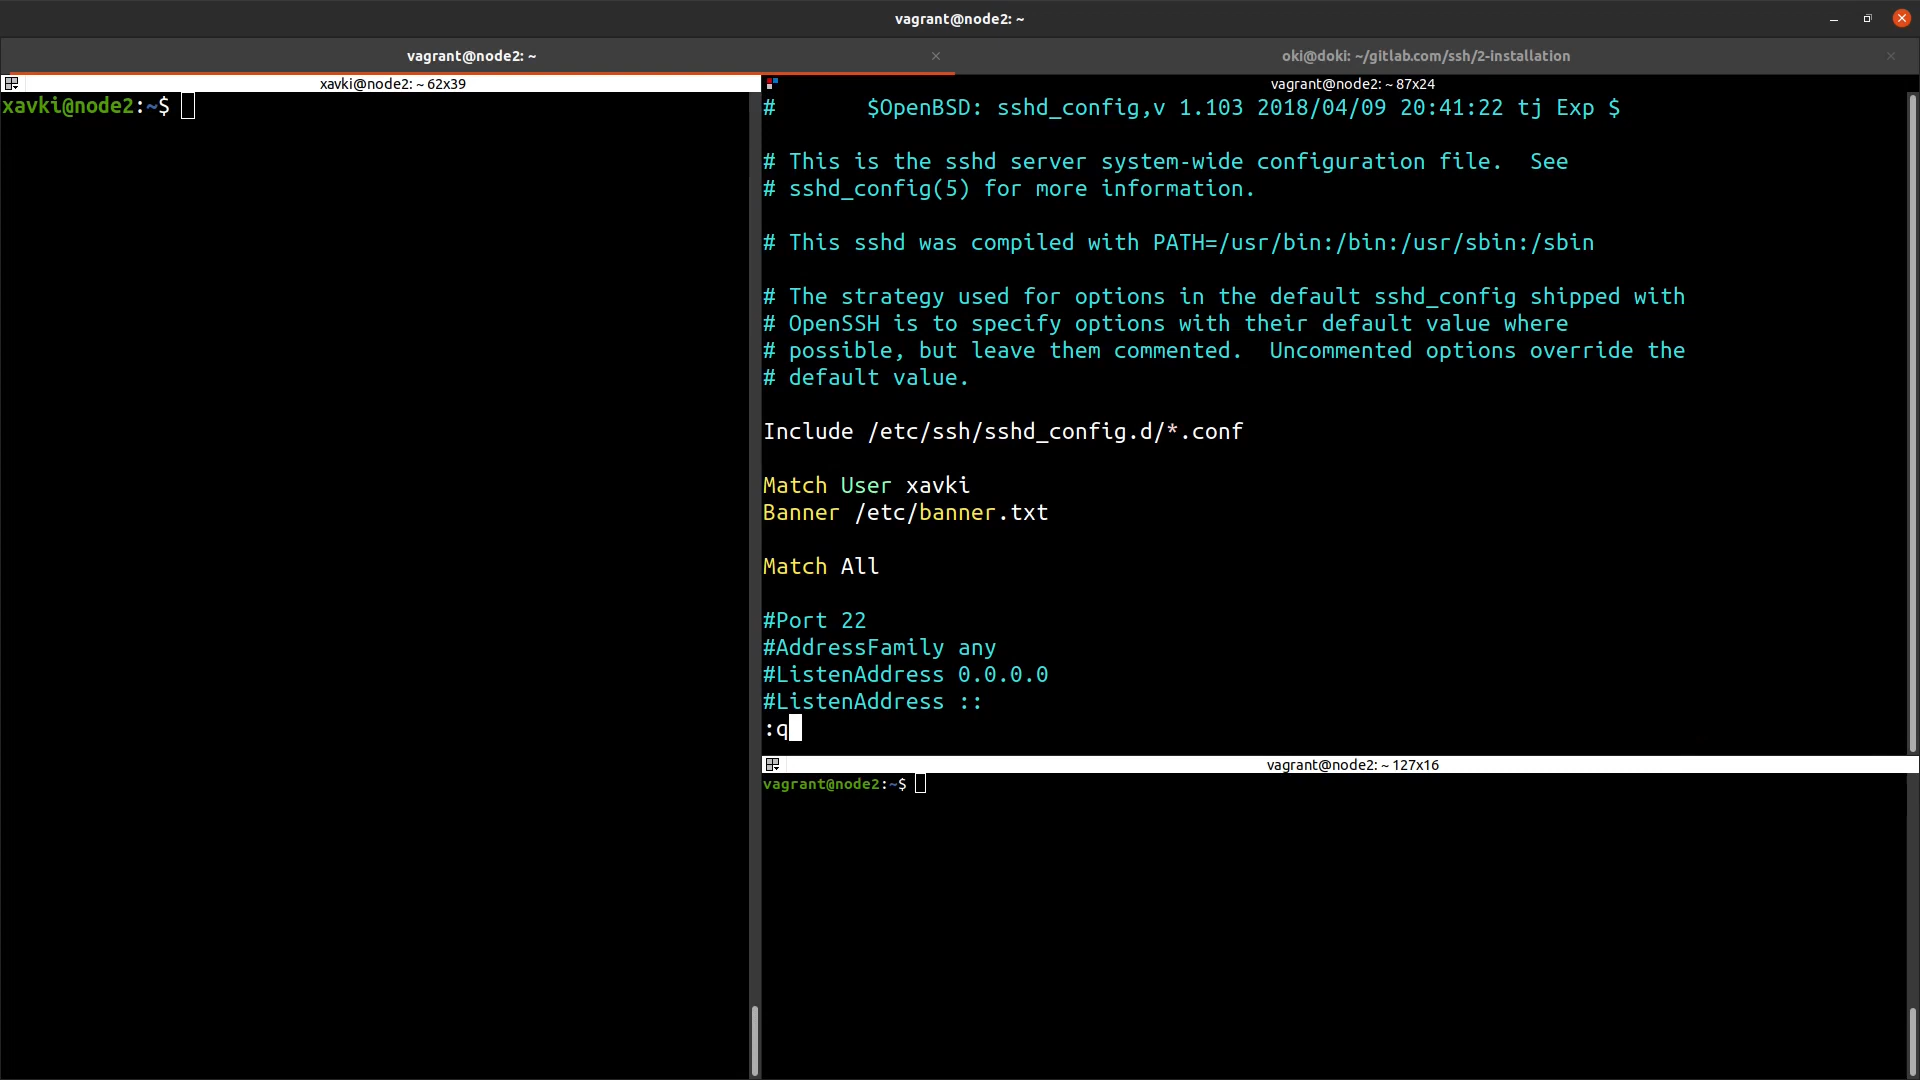 vagrant@node2: ~
vagrant@node2: ~
oki@doki: ~/gitlab.com/ssh/2-installation
xavki@node2: ~ 62x39
xavki@node2:~$
vagrant@node2: ~ 87x24
#       $OpenBSD: sshd_config,v 1.103 2018/04/09 20:41:22 tj Exp $
# This is the sshd server system-wide configuration file.  See
# sshd_config(5) for more information.
# This sshd was compiled with PATH=/usr/bin:/bin:/usr/sbin:/sbin
# The strategy used for options in the default sshd_config shipped with
# OpenSSH is to specify options with their default value where
# possible, but leave them commented.  Uncommented options override the
# default value.
Include /etc/ssh/sshd_config.d/*.conf
Match User xavki
Banner /etc/banner.txt
Match All
#Port 22
#AddressFamily any
#ListenAddress 0.0.0.0
#ListenAddress ::
:q
vagrant@node2: ~ 127x16
vagrant@node2:~$